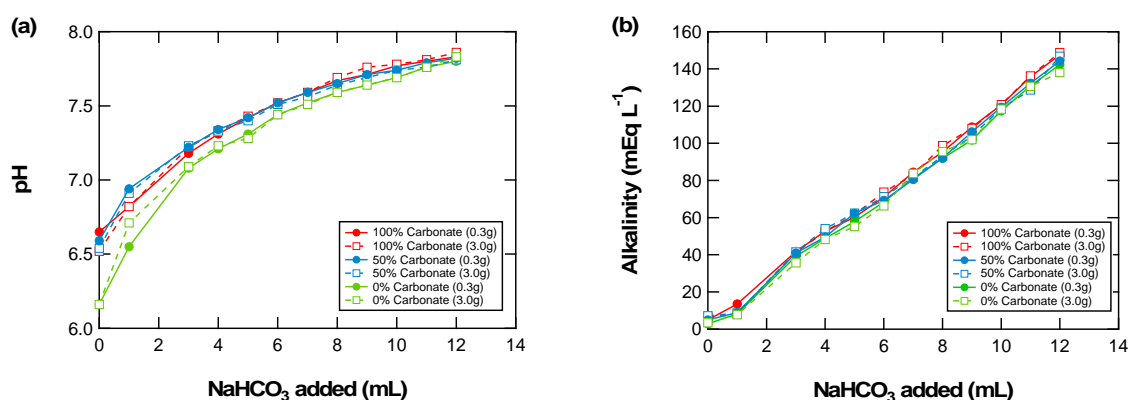 (a)
8.0
7.5
7.0
6.5
6.0
pH
0
2
4
6
8
10
12
14
NaHCO3 added (mL)
100% Carbonate (0.3g)
100% Carbonate (3.0g)
50% Carbonate (0.3g)
50% Carbonate (3.0g)
0% Carbonate (0.3g)
0% Carbonate (3.0g)
(b)
160
140
120
100
80
60
40
20
0
Alkalinity (mEq L-1)
0
2
4
6
8
10
12
14
NaHCO3 added (mL)
100% Carbonate (0.3g)
100% Carbonate (3.0g)
50% Carbonate (0.3g)
50% Carbonate (3.0g)
0% Carbonate (0.3g)
0% Carbonate (3.0g)